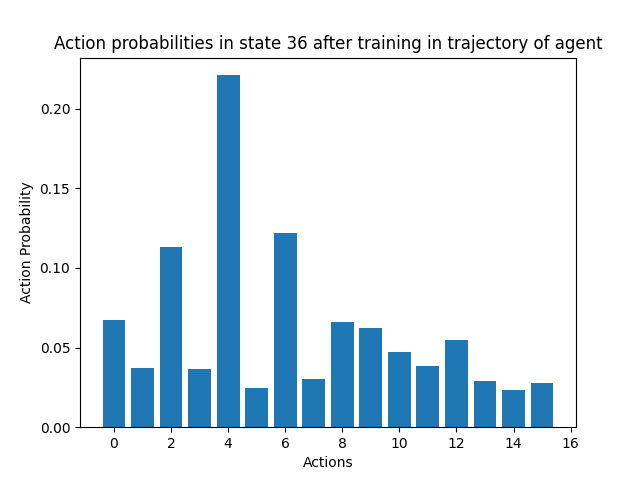 Action probabilities in state 36 after training in trajectory of agent
Action Probability
0.20
0.15
0.10
0.05
0.00
0 2 4 6 8 10 12 14 16
Actions